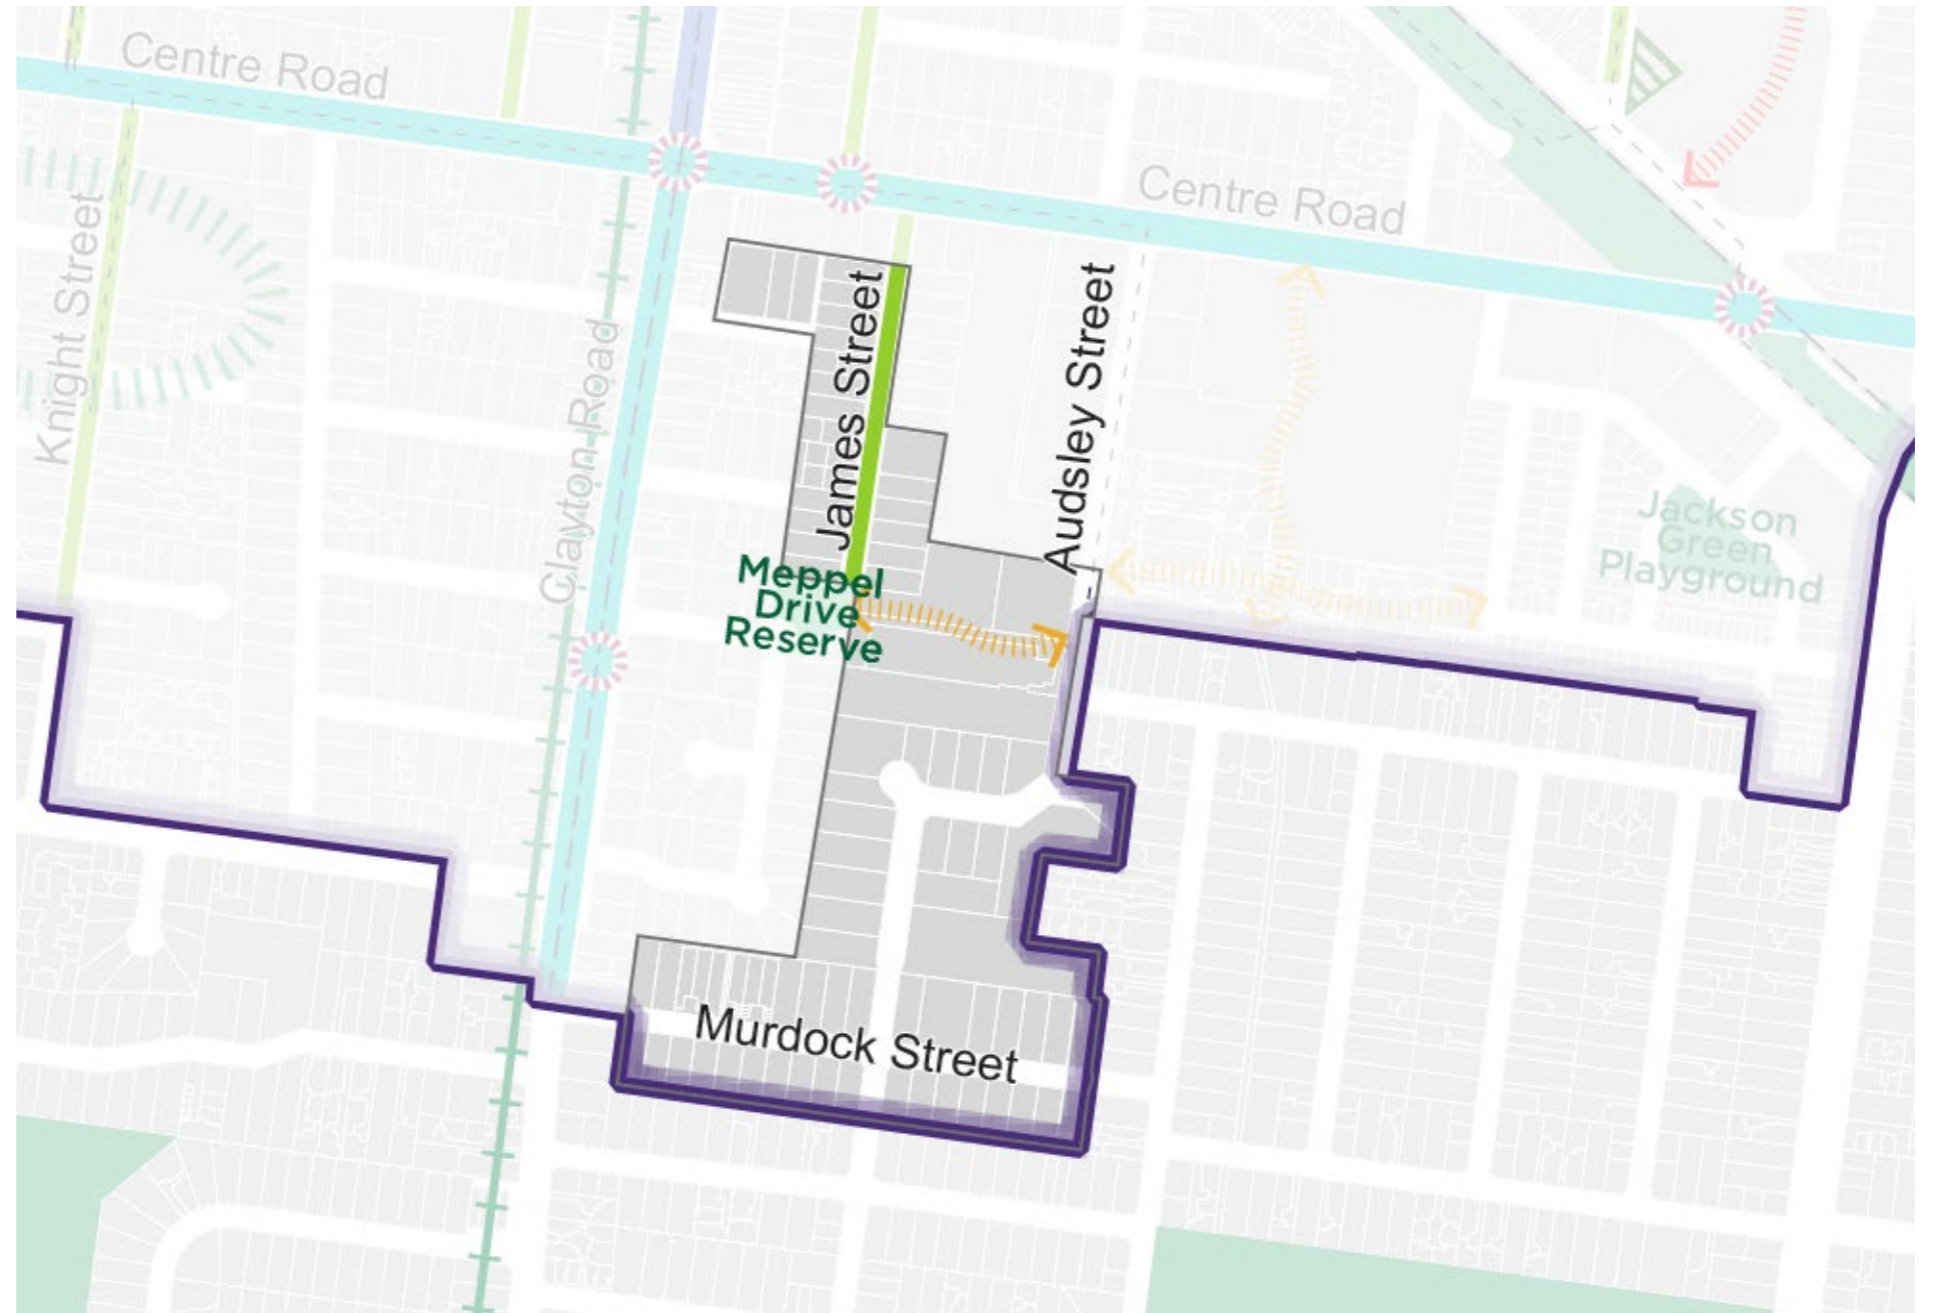 Centre Road
Centre Road
Knight Street
Clayton Road
James Street
Audsley Street
Meppel
Drive
Reserve
Jackson
Green
Playground
Murdock Street